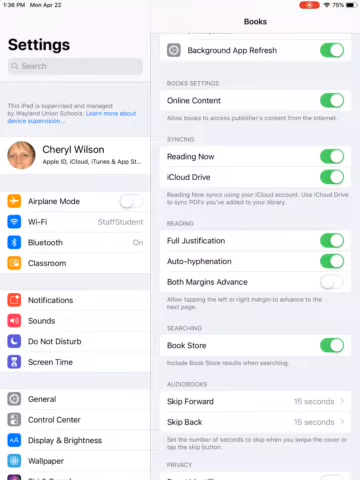 1:36 PM Mon Apr 22
75%
Settings
Search
This iPad is supervised and managed
by Wayland Union Schools. Learn more about
device supervision...
Cheryl Wilson
Apple ID, iCloud, iTunes & App St...
Airplane Mode
Wi-Fi StaffStudent
Bluetooth On
Classroom
Notifications
Sounds
Do Not Disturb
Screen Time
General
Control Center
AA Display & Brightness
Wallpaper
Books
Background App Refresh
BOOKS SETTINGS
Online Content
Allow books to access publisher's content from the Internet.
SYNCING
Reading Now
iCloud Drive
Reading Now syncs using your iCloud account. Use iCloud Drive
to sync PDFs you've added to your library.
READING
Full Justification
Auto-hyphenation
Both Margins Advance
Allow tapping the left or right margin to advance to the
next page.
SEARCHING
Book Store
Include Book Store results when searching.
AUDIOBOOKS
Skip Forward 15 seconds
Skip Back 15 seconds
Set the number of seconds to skip when you swipe the cover or
tap the skip button.
PRIVACY